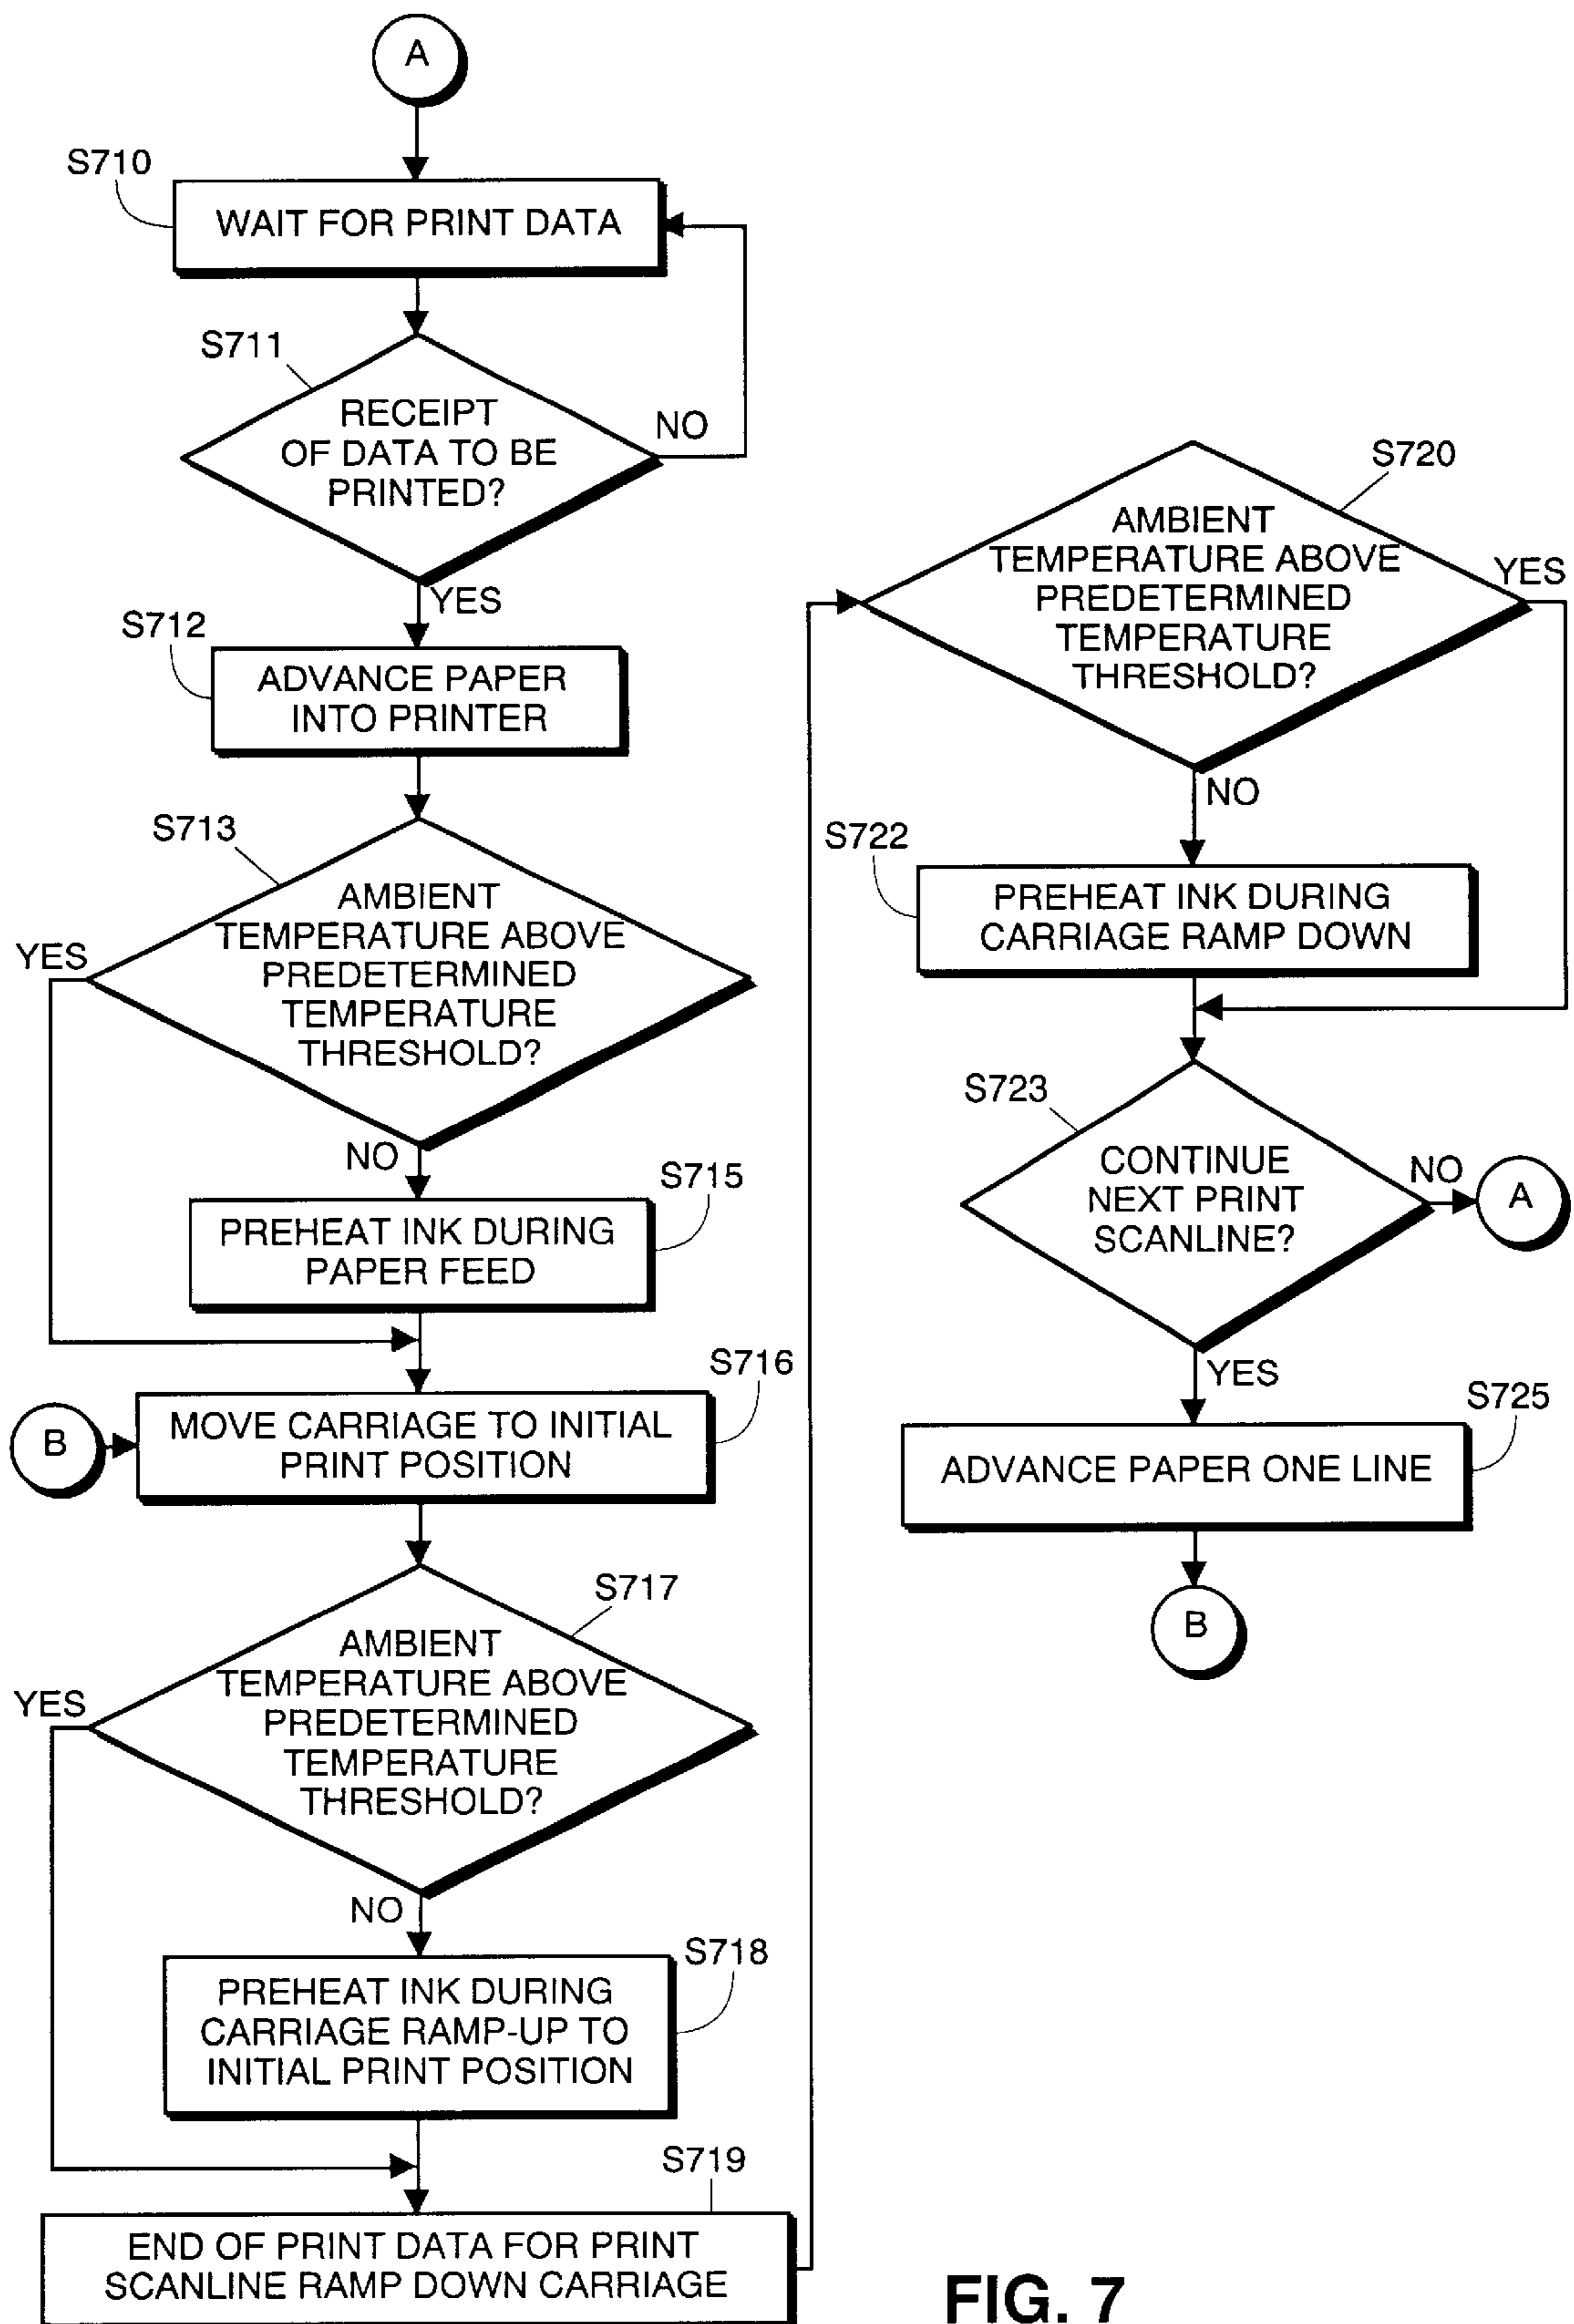 A
S710
WAIT FOR PRINT DATA
S711
RECEIPT
OF DATA TO BE
PRINTED?
NO
YES
S712
ADVANCE PAPER
INTO PRINTER
S713
AMBIENT
TEMPERATURE ABOVE
PREDETERMINED
TEMPERATURE
THRESHOLD?
YES
NO
S715
PREHEAT INK DURING
PAPER FEED
S716
B
MOVE CARRIAGE TO INITIAL
PRINT POSITION
S717
AMBIENT
TEMPERATURE ABOVE
PREDETERMINED
TEMPERATURE
THRESHOLD?
YES
NO
S718
PREHEAT INK DURING
CARRIAGE RAMP-UP TO
INITIAL PRINT POSITION
S719
END OF PRINT DATA FOR PRINT
SCANLINE RAMP DOWN CARRIAGE
S720
AMBIENT
TEMPERATURE ABOVE
PREDETERMINED
TEMPERATURE
THRESHOLD?
YES
NO
S722
PREHEAT INK DURING
CARRIAGE RAMP DOWN
S723
CONTINUE
NEXT PRINT
SCANLINE?
NO
A
YES
S725
ADVANCE PAPER ONE LINE
B
FIG. 7